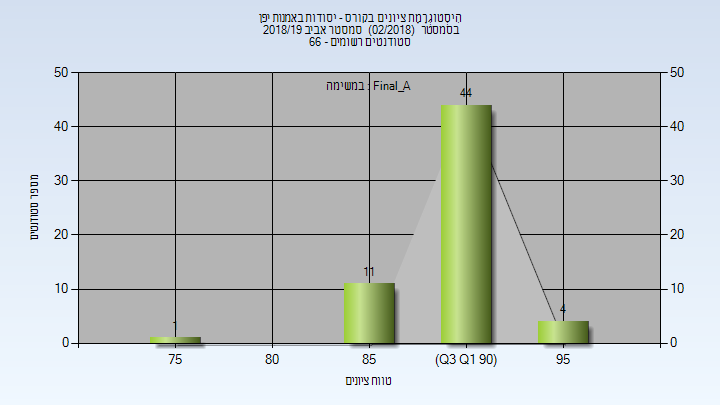 היסטוגרמת ציונים בקורס - יסודות באמנות יפן
בסמסטר (02/2018) סמסטר אביב 2018/19
סטודנטים רשומים - 66
במשימה : Final_A
50
40
30
20
10
0
50
40
30
20
10
0
מספר סטודנטים
1
11
44
4
75
80
85
(Q3 Q1 90)
95
טווח ציונים